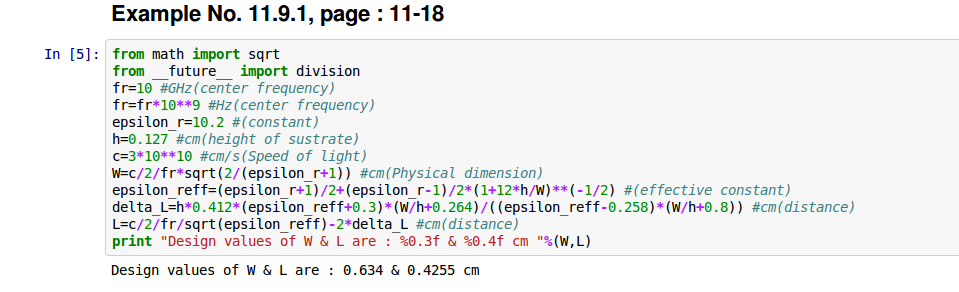 Example No. 11.9.1, page : 11-18
In [5]: from math import sqrt
from __future__ import division
fr=10 #GHz(center frequency)
fr=fr*10**9 #Hz(center frequency)
epsilon_r=10.2 #(constant)
h=0.127 #cm(height of sustrate)
c=3*10**10 #cm/s(Speed of light)
W=c/2/fr*sqrt(2/(epsilon_r+1)) #cm(Physical dimension)
epsilon_reff=(epsilon_r+1)/2+(epsilon_r-1)/2*(1+12*h/W)**(-1/2) #(effective constant)
delta_L=h*0.412*(epsilon_reff+0.3)*(W/h+0.264)/((epsilon_reff-0.258)*(W/h+0.8)) #cm(distance)
L=c/2/fr/sqrt(epsilon_reff)-2*delta_L #cm(distance)
print "Design values of W & L are : %0.3f & %0.4f cm "%(W,L)
Design values of W & L are : 0.634 & 0.4255 cm